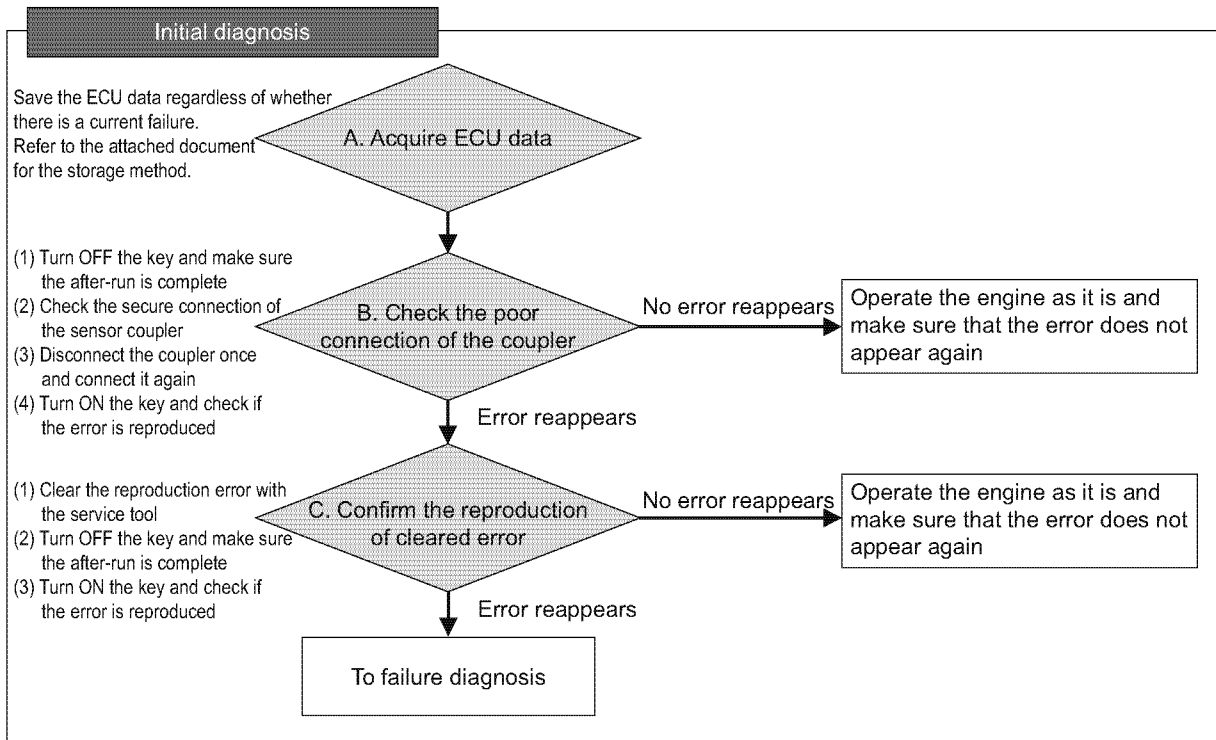 Initial diagnosis
Save the ECU data regardless of whether
there is a current failure.
Refer to the attached document
for the storage method.
A. Acquire ECU data
(1) Turn OFF the key and make sure
the after-run is complete
(2) Check the secure connection of
the sensor coupler
(3) Disconnect the coupler once
and connect it again
(4) Turn ON the key and check if
the error is reproduced
B. Check the poor
connection of the coupler
No error reappears
Operate the engine as it is and
make sure that the error does not
appear again
Error reappears
(1) Clear the reproduction error with
the service tool
(2) Turn OFF the key and make sure
the after-run is complete
(3) Turn ON the key and check if
the error is reproduced
C. Confirm the reproduction
of cleared error
No error reappears
Operate the engine as it is and
make sure that the error does not
appear again
Error reappears
To failure diagnosis